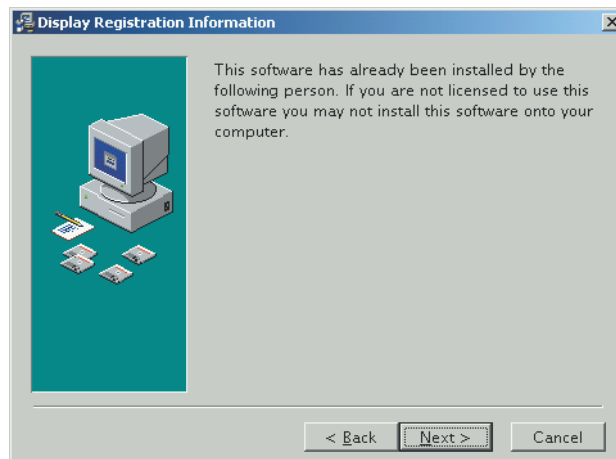 Display Registration Information
This software has already been installed by the
following person. If you are not licensed to use this
software you may not install this software onto your
computer.
< Back
Next >
Cancel